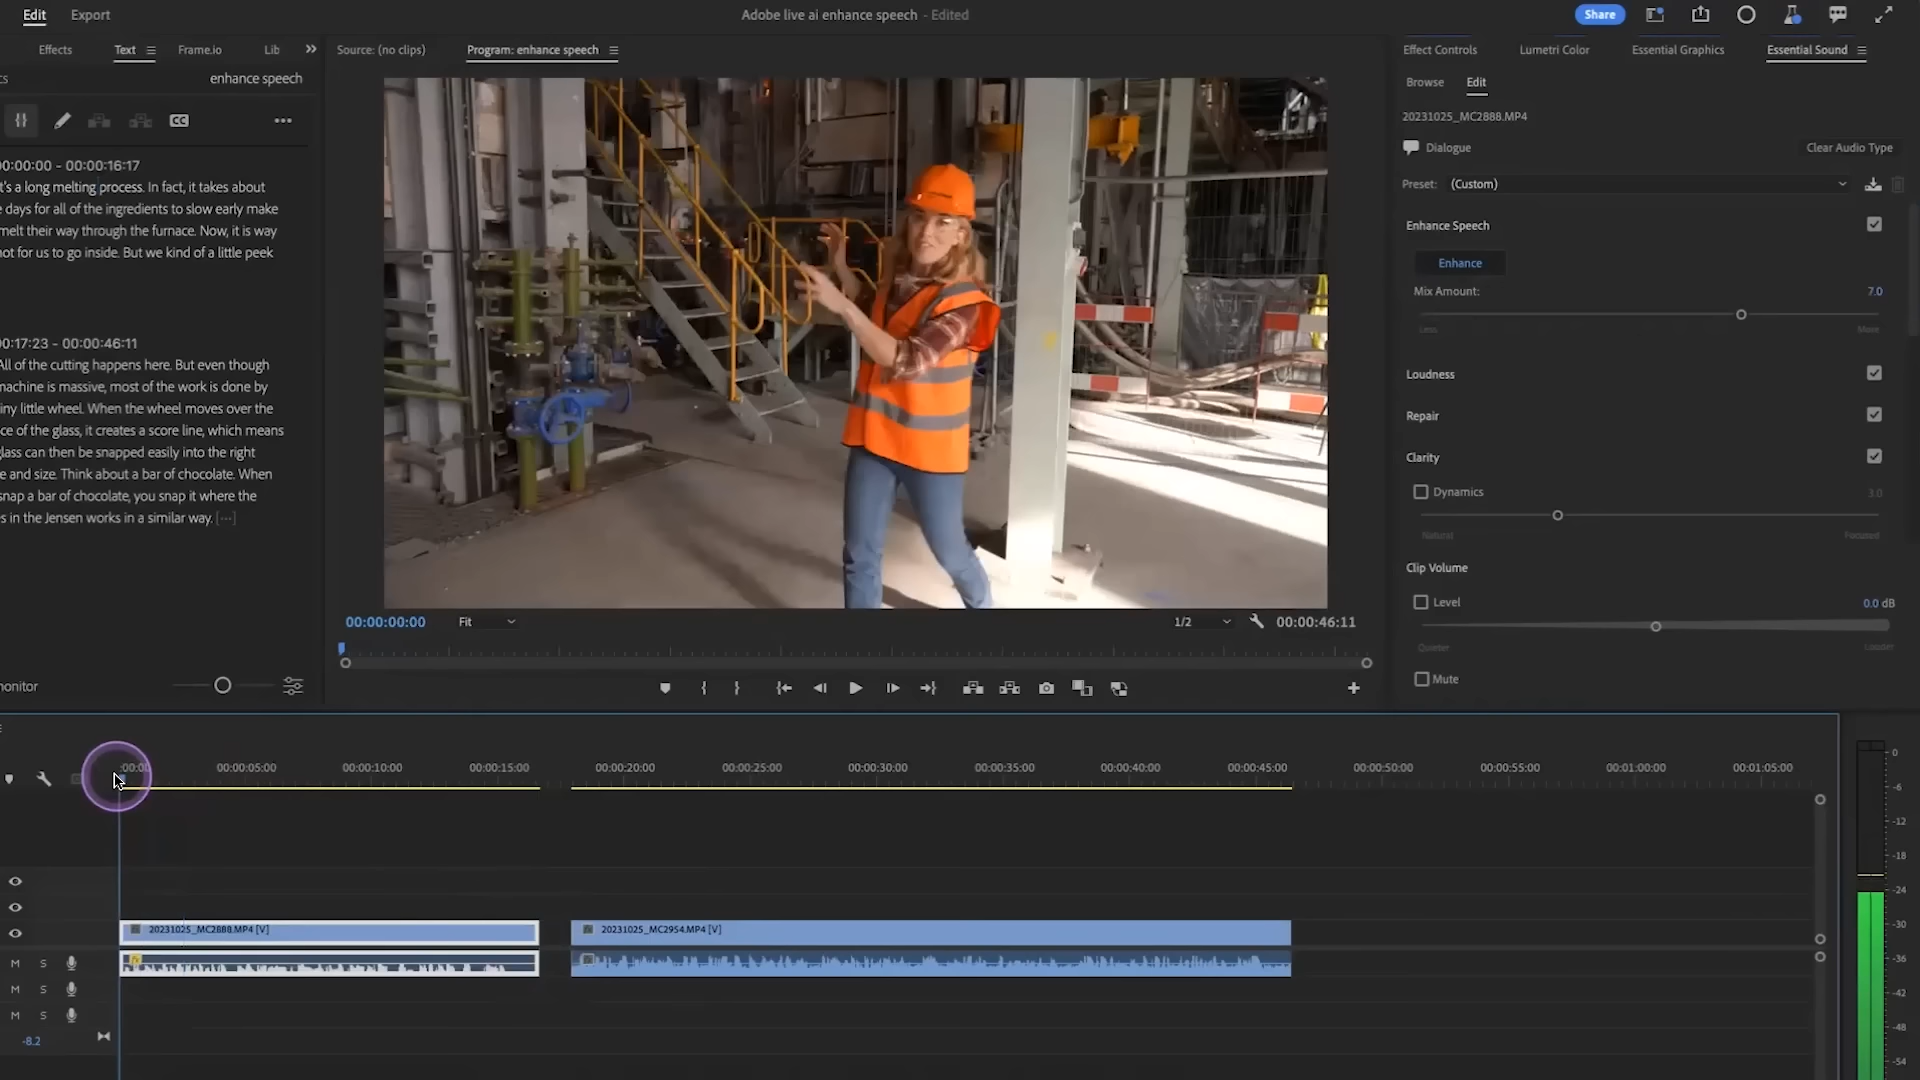 Edit
Export
Adobe live ai enhance speech - Edited
Share
Effects
Text
Frame.io
Lib
Source: (no clips)
Program: enhance speech
Effect Controls
Lumetri Color
Essential Graphics
Essential Sound
enhance speech
CC
00:00:00 - 00:00:16:17
t's a long melting process. In fact, it takes about
days for all of the ingredients to slow early make
melt their way through the furnace. Now, it is way
not for us to go inside. But we kind of a little peek
00:17:23 - 00:00:46:11
All of the cutting happens here. But even though
machine is massive, most of the work is done by
iny little wheel. When the wheel moves over the
ce of the glass, it creates a score line, which means
lass can then be snapped easily into the right
e and size. Think about a bar of chocolate. When
snap a bar of chocolate, you snap it where the
s in the Jensen works in a similar way. [...]
onitor
00:00:00:00
Fit
1/2
00:00:46:11
Browse
Edit
20231025_MC2888.MP4
Dialogue
Clear Audio Type
Preset: (Custom)
Enhance Speech
Enhance
Mix Amount:
7.0
Less
More
Loudness
Repair
Clarity
Dynamics
3.0
Natural
Focused
Clip Volume
Level
0.0 dB
Quieter
Louder
Mute
:00:00
00:00:05:00
00:00:10:00
00:00:15:00
00:00:20:00
00:00:25:00
00:00:30:00
00:00:35:00
00:00:40:00
00:00:45:00
00:00:50:00
00:00:55:00
00:01:00:00
00:01:05:00
20231025_MC2888.MP4 [V]
20231025_MC2954.MP4 [V]
fx
M S
M S
M S
-8.2
0
-6
-12
-18
-24
-30
-36
-42
-48
-54